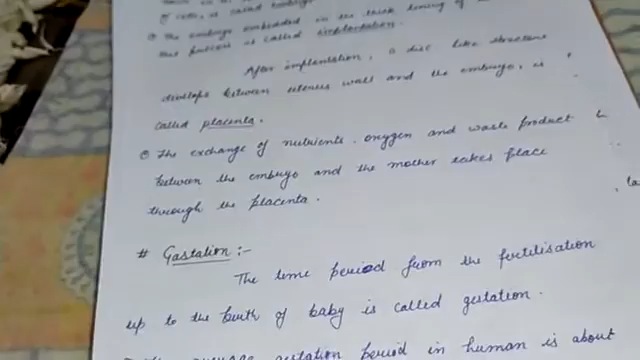 is called
The embryo embedded in the thick lining of
this process is called implantation.
After implantation, a disc like structure
develops between uterus wall and the embryo, is
called placenta.
The exchange of nutrients. oxygen and waste product
between the embryo and the mother takes place
through the placenta.
# Gestation :-
The time period from the fertilisation
up to the birth of baby is called gestation.
average gestation period in human is about